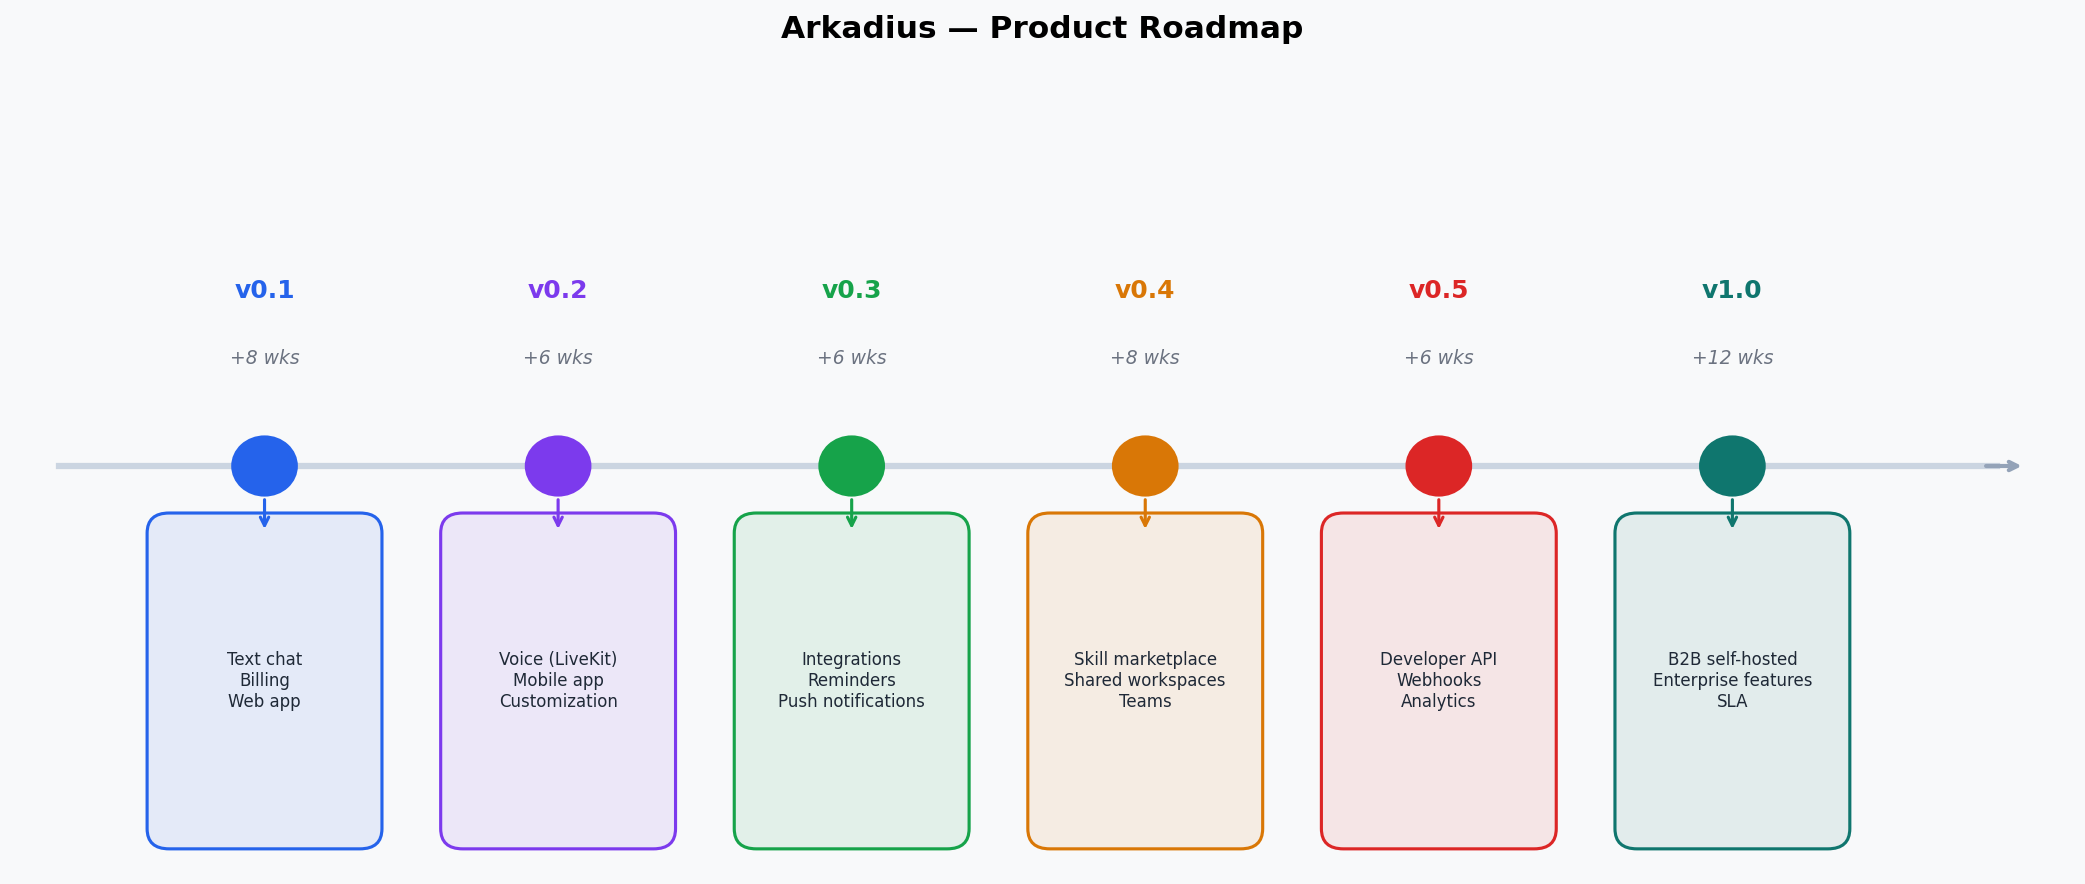 Arkadius — Product Roadmap
v0.1
+8 wks
Text chat
Billing
Web app
v0.2
+6 wks
Voice (LiveKit)
Mobile app
Customization
v0.3
+6 wks
Integrations
Reminders
Push notifications
v0.4
+8 wks
Skill marketplace
Shared workspaces
Teams
v0.5
+6 wks
Developer API
Webhooks
Analytics
v1.0
+12 wks
B2B self-hosted
Enterprise features
SLA